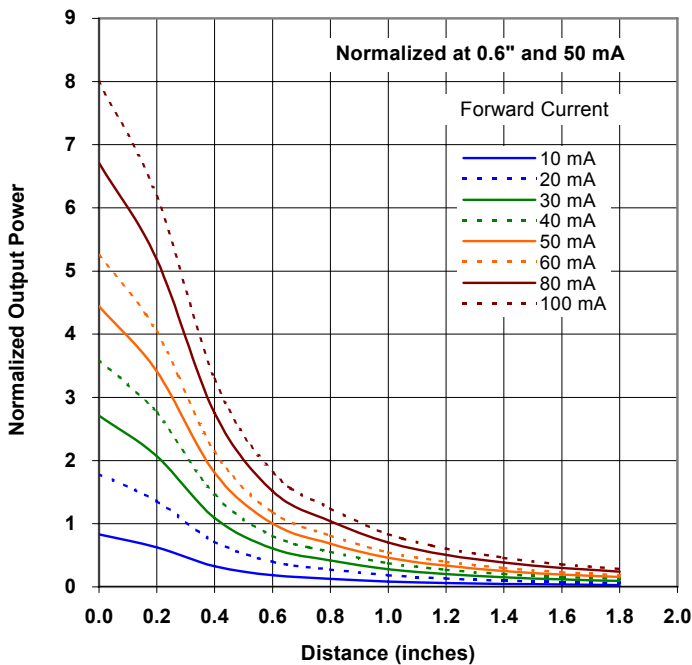 Normalized at 0.6" and 50 mA
Forward Current
10 mA
20 mA
30 mA
40 mA
50 mA
60 mA
80 mA
100 mA
Normalized Output Power
9
8
7
6
5
4
3
2
1
0
0.0 0.2 0.4 0.6 0.8 1.0 1.2 1.4 1.6 1.8 2.0
Distance (inches)